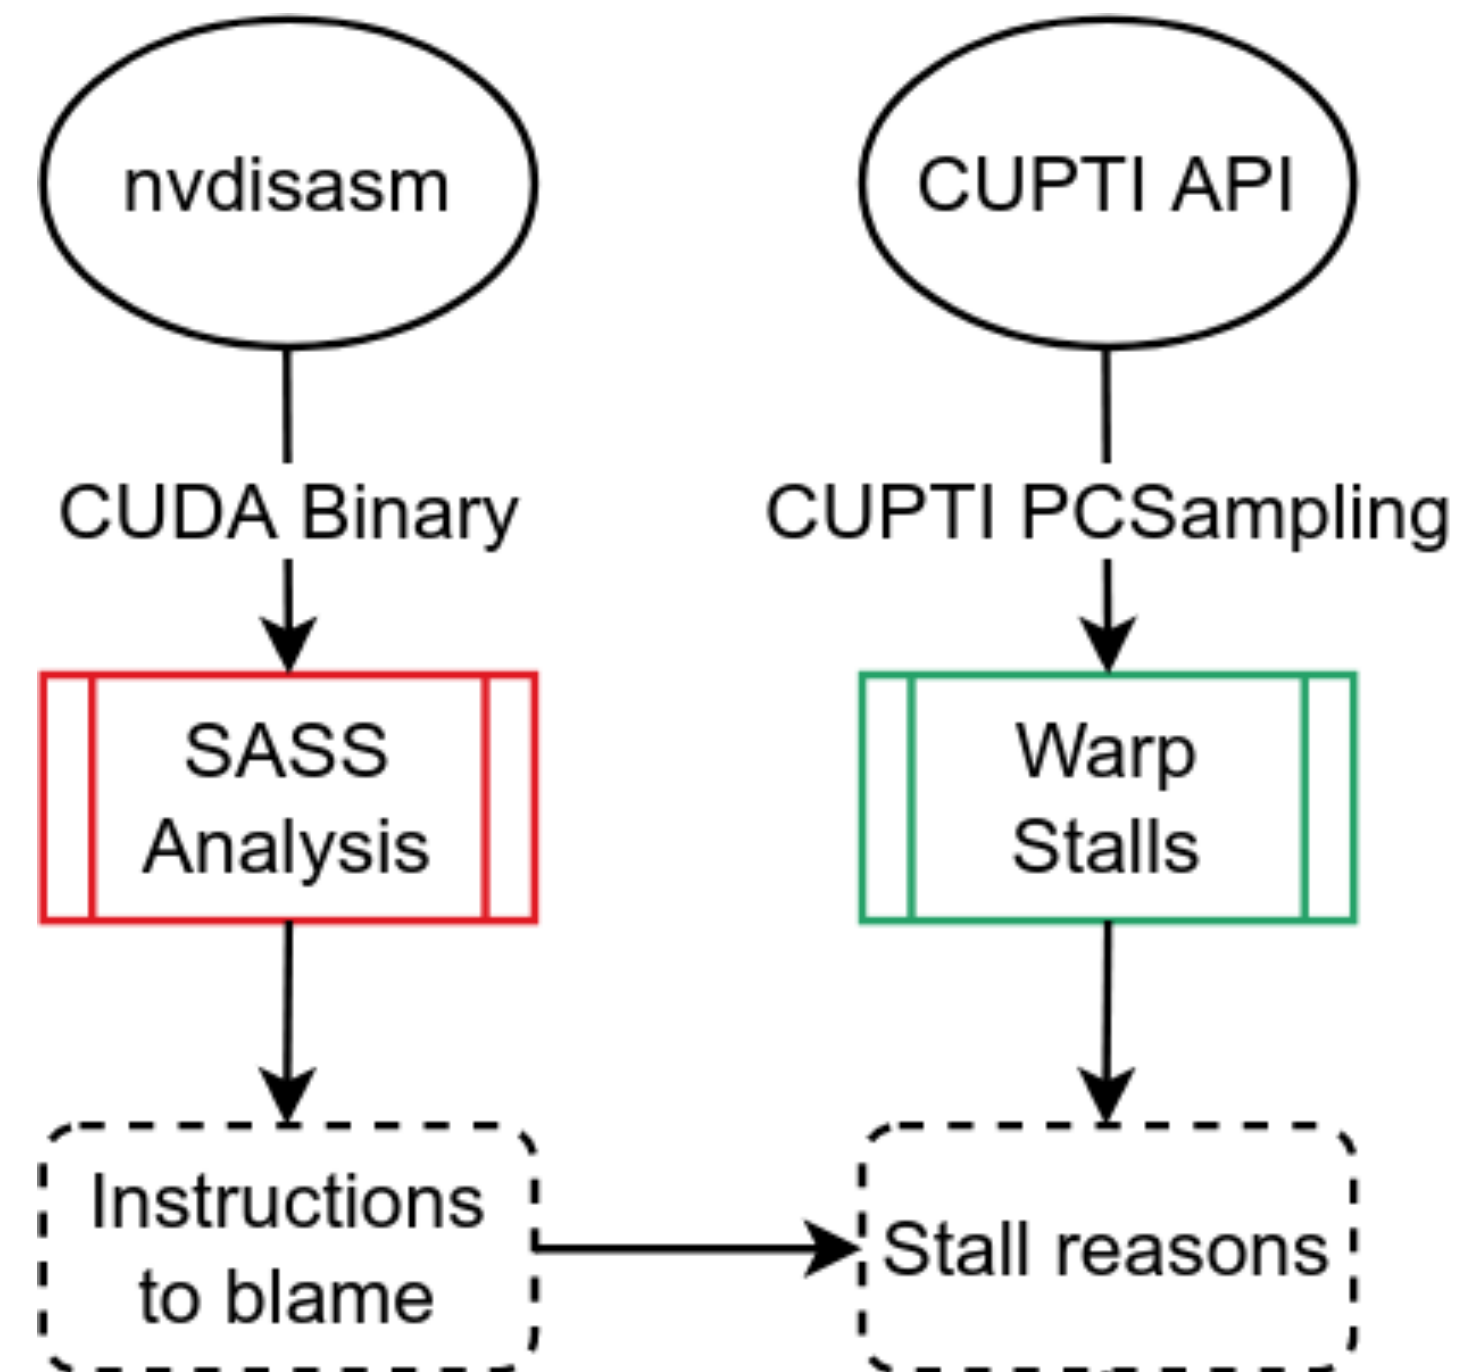 nvdisasm
CUPTI API
CUDA Binary
CUPTI PCSampling
SASS
Analysis
Warp
Stalls
Instructions
to blame
Stall reasons